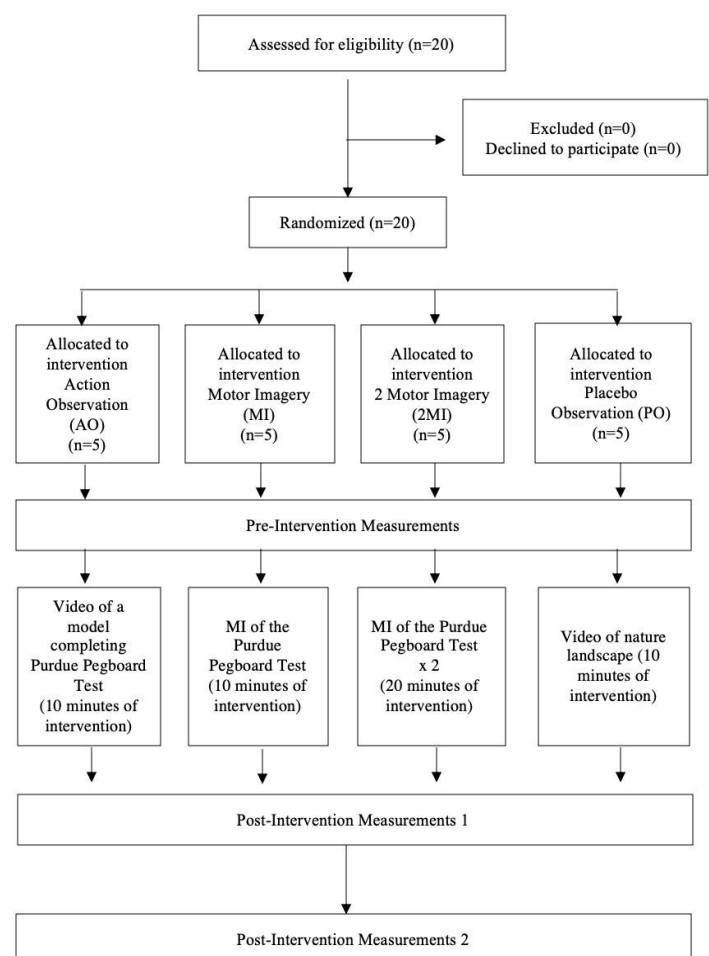 Assessed for eligibility (n=20)
Excluded (n=0)
Declined to participate (n=0)
Randomized (n=20)
Allocated to
intervention
Action
Observation
(AO)
(n=5)
Allocated to
intervention
Motor Imagery
(MI)
(n=5)
Allocated to
intervention
2 Motor Imagery
(2MI)
(n=5)
Allocated to
intervention
Placebo
Observation (PO)
(n=5)
Pre-Intervention Measurements
Video of a
model
completing
Purdue Pegboard
Test
(10 minutes of
intervention)
MI of the
Purdue
Pegboard Test
(10 minutes of
intervention)
MI of the Purdue
Pegboard Test
x 2
(20 minutes of
intervention)
Video of nature
landscape (10
minutes of
intervention)
Post-Intervention Measurements 1
Post-Intervention Measurements 2